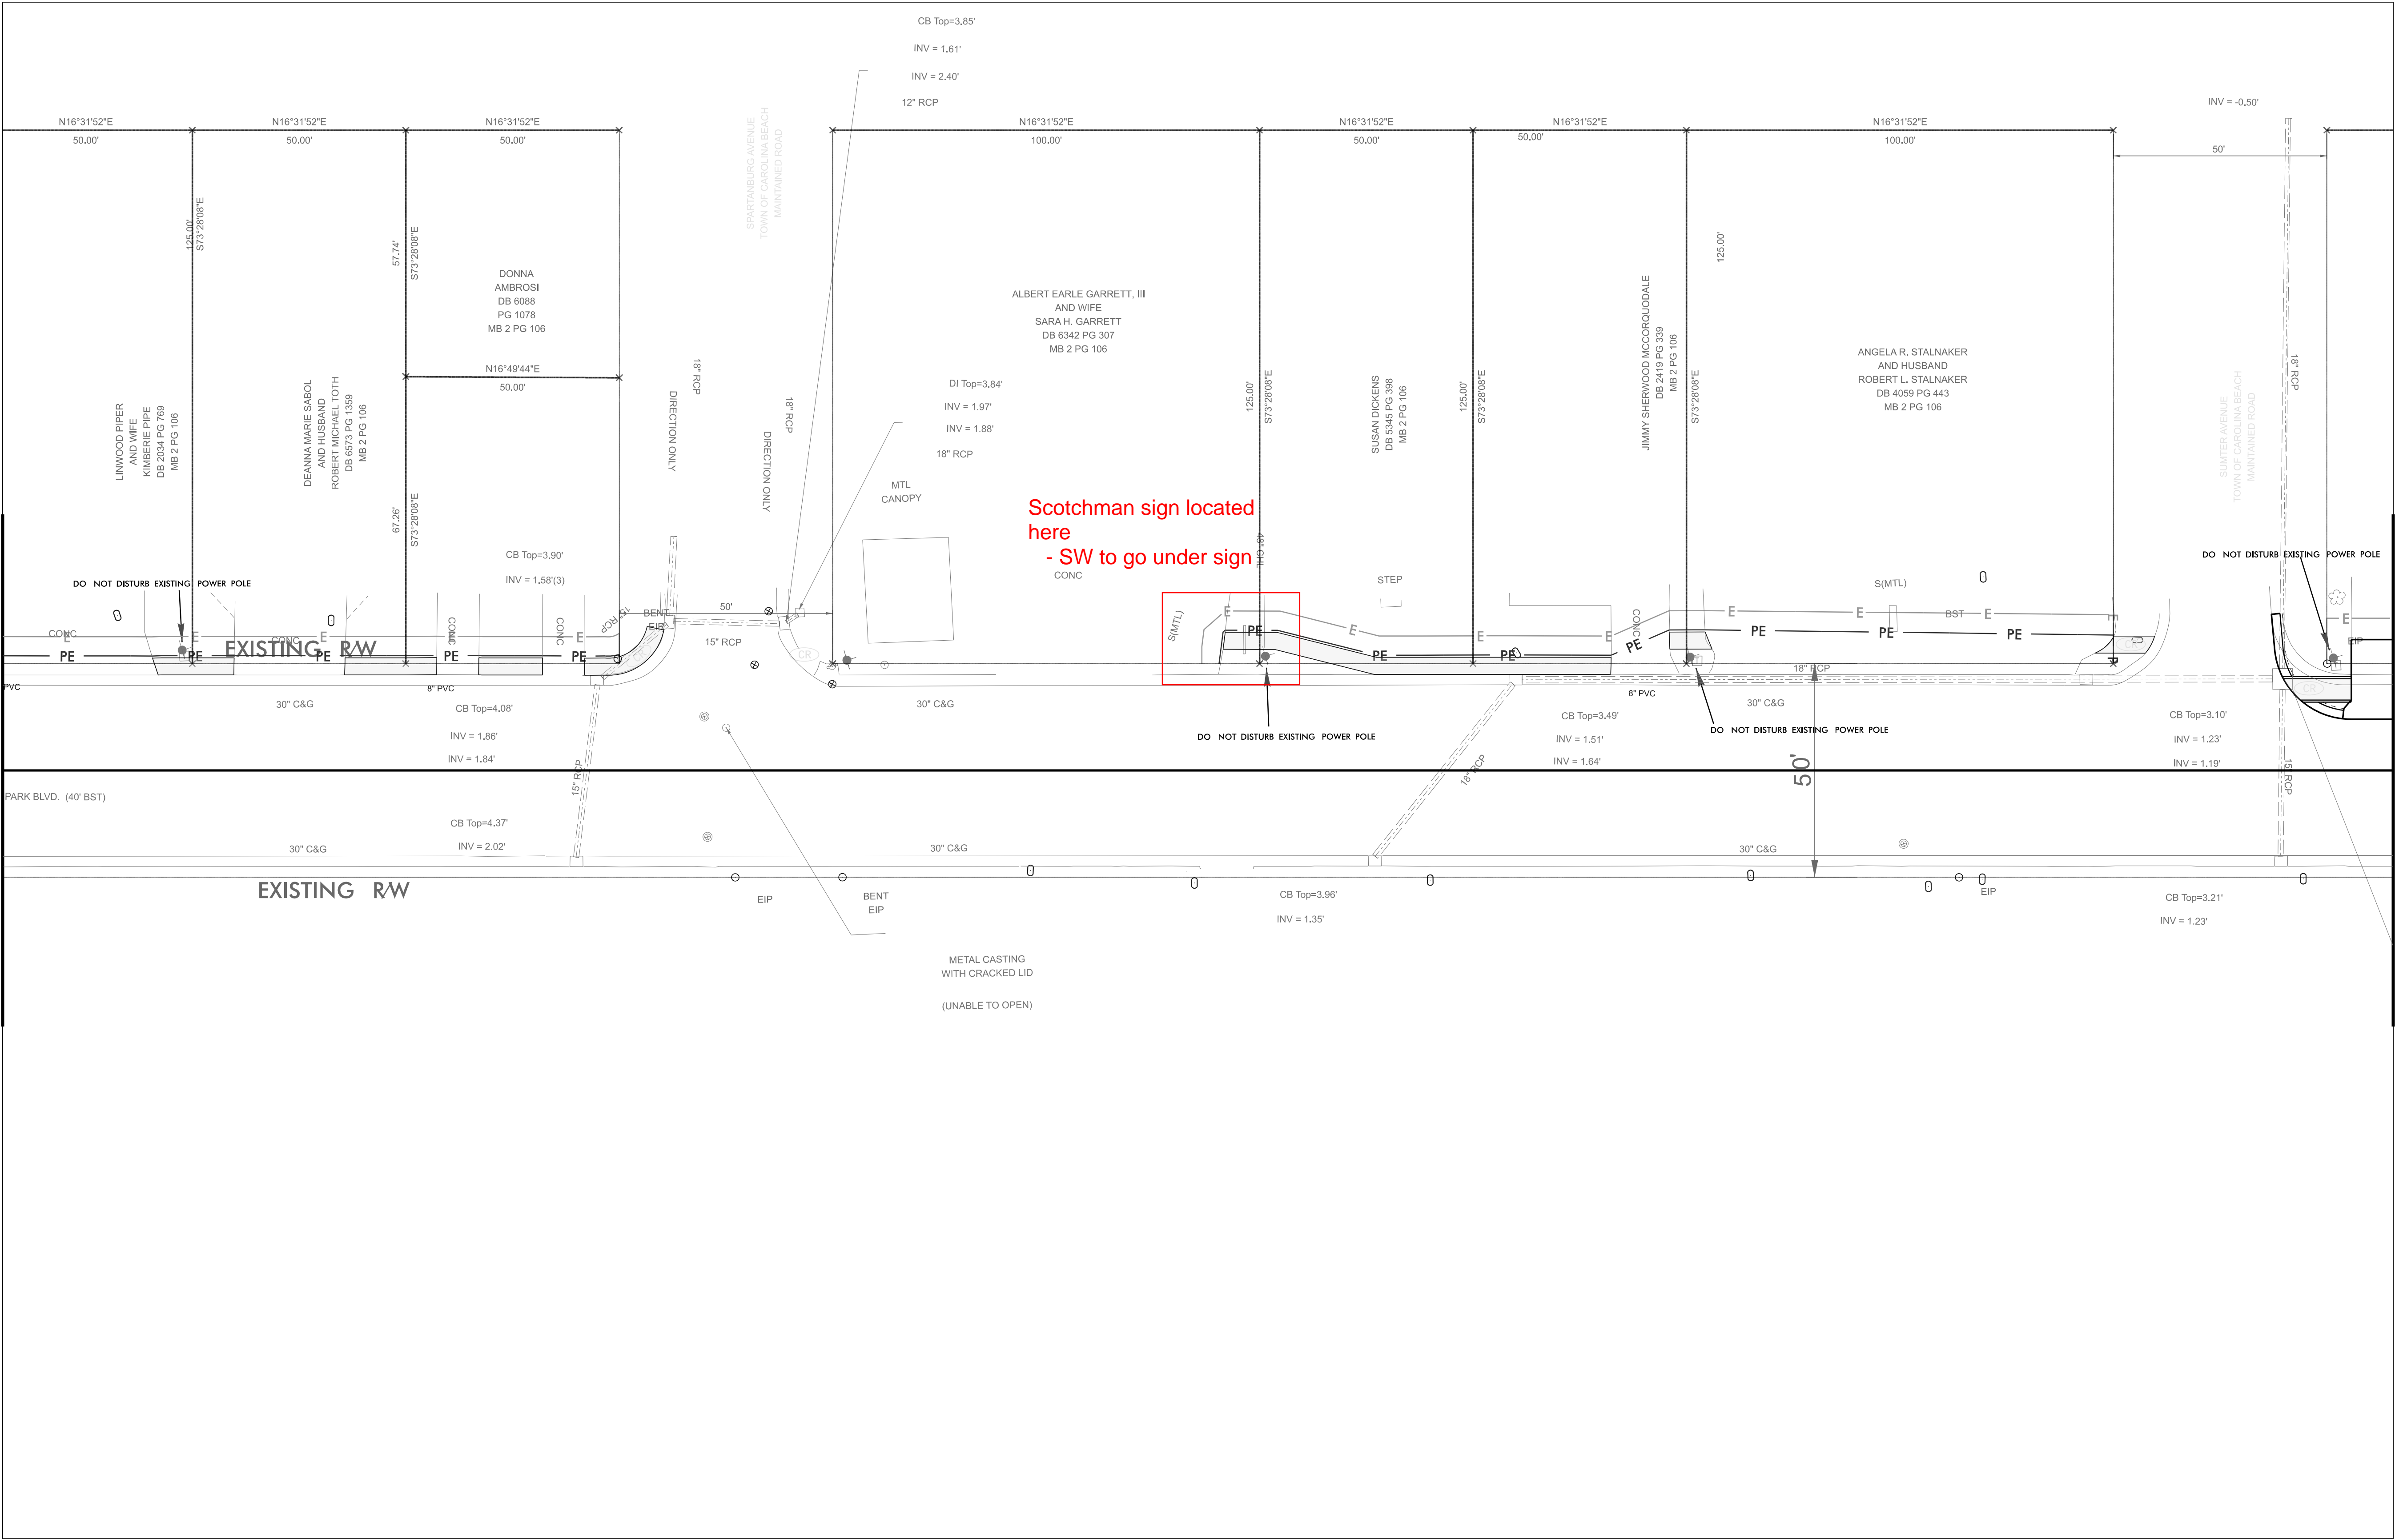 CB Top=3.85'
INV = 1.61'
INV = 2.40'
12" RCP
INV = -0.50'
N16°31'52"E
50.00'
N16°31'52"E
50.00'
N16°31'52"E
50.00'
N16°31'52"E
100.00'
N16°31'52"E
50.00'
N16°31'52"E
50.00'
N16°31'52"E
100.00'
50'
SPARTANBURG AVENUE
TOWN OF CAROLINA BEACH
MAINTAINED ROAD
125.00'
S73°28'08"E
57.74'
S73°28'08"E
DONNA
AMBROSI
DB 6088
PG 1078
MB 2 PG 106
N16°49'44"E
50.00'
LINWOOD PIPER
AND WIFE
KIMBERIE PIPE
DB 2034 PG 769
MB 2 PG 106
DEANNA MARIE SABOL
AND HUSBAND
ROBERT MICHAEL TOTH
DB 6573 PG 1359
MB 2 PG 106
67.26'
S73°28'08"E
18" RCP
DIRECTION ONLY
18" RCP
DIRECTION ONLY
ALBERT EARLE GARRETT, III
AND WIFE
SARA H. GARRETT
DB 6342 PG 307
MB 2 PG 106
DI Top=3.84'
INV = 1.97'
INV = 1.88'
18" RCP
MTL
CANOPY
125.00'
S73°28'08"E
SUSAN DICKENS
DB 5345 PG 398
MB 2 PG 106
125.00'
S73°28'08"E
JIMMY SHERWOOD MCCORQUODALE
DB 2419 PG 339
MB 2 PG 106
S73°28'08"E
125.00'
ANGELA R. STALNAKER
AND HUSBAND
ROBERT L. STALNAKER
DB 4059 PG 443
MB 2 PG 106
SUMTER AVENUE
TOWN OF CAROLINA BEACH
MAINTAINED ROAD
18" RCP
Scotchman sign located
here
- SW to go under sign
48" CHL
CONC
STEP
S(MTL)
DO NOT DISTURB EXISTING POWER POLE
CB Top=3.90'
INV = 1.58'(3)
DO NOT DISTURB EXISTING POWER POLE
CONC
E
E
CONC
E
CONC
E
CONC
E
15" RCP
BENT
EIR
50'
15" RCP
CR
S(MTL)
E
E
E
E
CONC
E
E
BST
E
E
E
EIP
EXISTING R/W
PE
PE
PE
PE
PE
PE
PE
PE
PE
PE
PE
PE
P
CR
PVC
8" PVC
18" RCP
8" PVC
30" C&G
CB Top=4.08'
INV = 1.86'
INV = 1.84'
30" C&G
DO NOT DISTURB EXISTING POWER POLE
CB Top=3.49'
INV = 1.51'
INV = 1.64'
30" C&G
DO NOT DISTURB EXISTING POWER POLE
CB Top=3.10'
INV = 1.23'
INV = 1.19'
15" RCP
18" RCP
50'
15" RCP
PARK BLVD. (40' BST)
CB Top=4.37'
INV = 2.02'
30" C&G
30" C&G
30" C&G
EXISTING R/W
EIP
BENT
EIP
CB Top=3.96'
INV = 1.35'
EIP
CB Top=3.21'
INV = 1.23'
METAL CASTING
WITH CRACKED LID
(UNABLE TO OPEN)